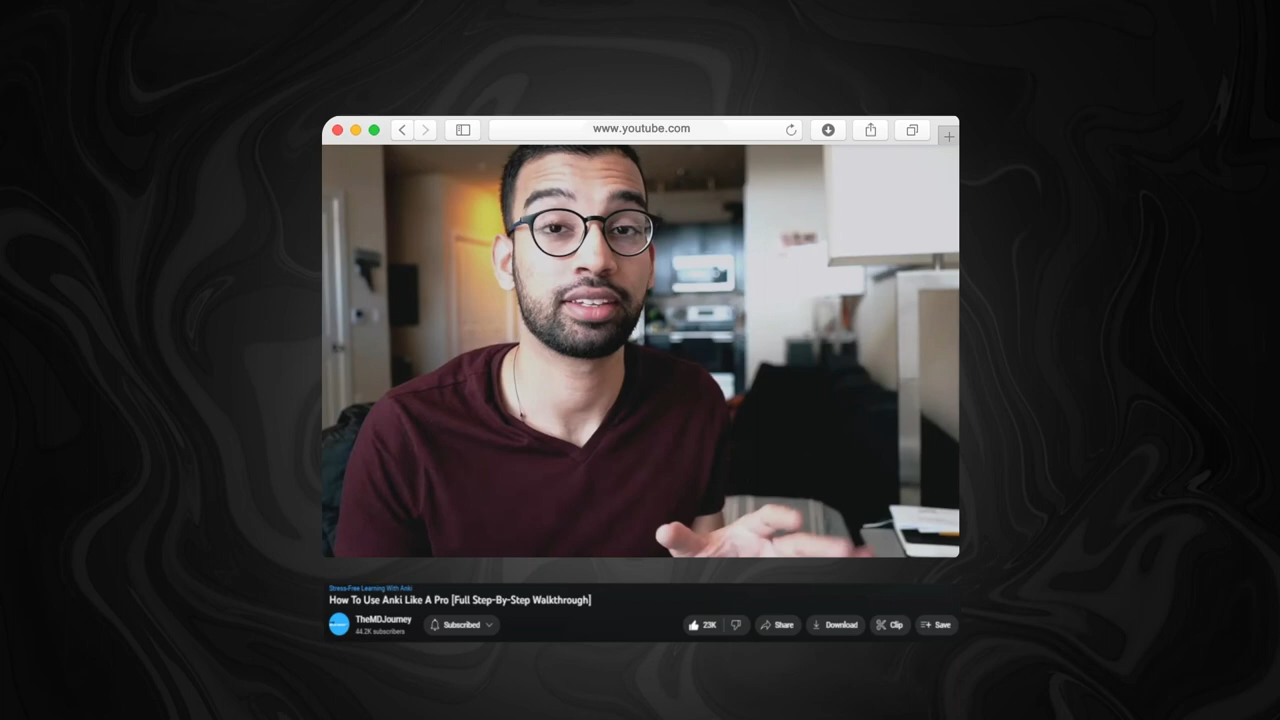 www.youtube.com
Stress-Free Learning With Anki
How To Use Anki Like A Pro [Full Step-By-Step Walkthrough]
TheMDJourney
44.2K subscribers
Subscribed
23K
Share
Download
Clip
Save